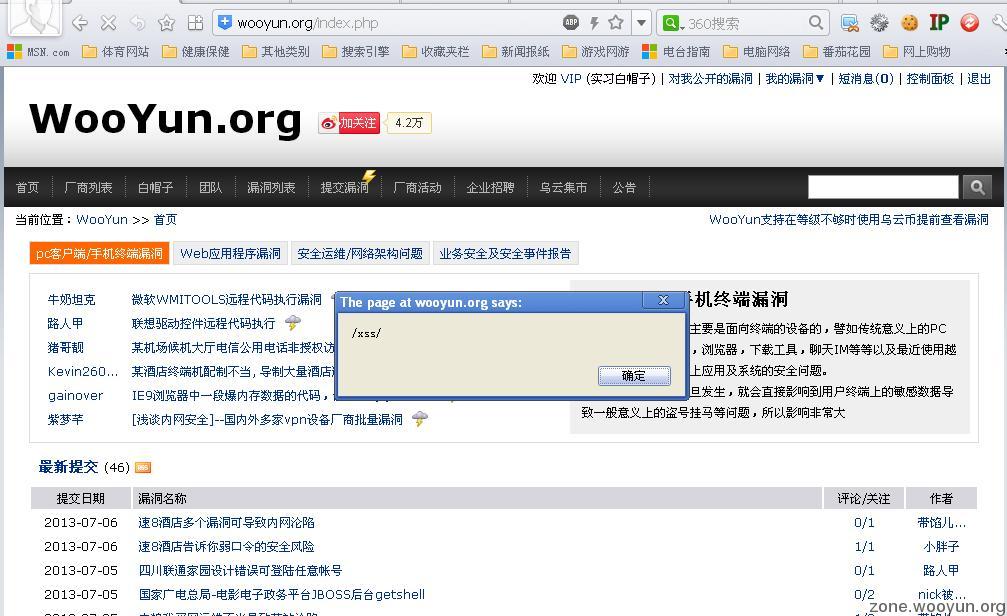 wooyun.org/index.php
ABP
360搜索
IP
MSN.com 体育网站 健康保健 其他类别 搜索引擎 收藏夹栏 新闻报纸 游戏网游 电台指南 电脑网络 番茄花园 网上购物
欢迎 VIP (实习白帽子) | 对我公开的漏洞 | 我的漏洞▼ | 短消息(0) | 控制面板 | 退出
WooYun.org
加关注 4.2万
首页 厂商列表 白帽子 团队 漏洞列表 提交漏洞 厂商活动 企业招聘 乌云集市 公告
当前位置：WooYun >> 首页
WooYun支持在等级不够时使用乌云币提前查看漏洞
pc客户端/手机终端漏洞 Web应用程序漏洞 安全运维/网络架构问题 业务安全及安全事件报告
牛奶坦克 微软WMITOOLS远程代码执行漏洞
路人甲 联想驱动控件远程代码执行
猪哥靓 某机场候机大厅电信公用电话非授权访
Kevin260... 某酒店终端机配制不当，导制大量酒店
gainover IE9浏览器中一段爆内存数据的代码，
紫梦芊 [浅谈内网安全]--国内外多家vpn设备厂商批量漏洞
The page at wooyun.org says:
/xss/
确定
手机终端漏洞
主要是面向终端的设备的，譬如传统意义上的PC
，浏览器，下载工具，聊天IM等等以及最近使用越
上应用及系统的安全问题。
旦发生，就会直接影响到用户终端上的敏感数据导
致一般意义上的盗号挂马等问题，所以影响非常大
最新提交 (46)
提交日期 漏洞名称 评论/关注 作者
2013-07-06 速8酒店多个漏洞可导致内网沦陷 0/1 带馅儿...
2013-07-06 速8酒店告诉你弱口令的安全风险 1/1 小胖子
2013-07-05 四川联通家园设计错误可登陆任意帐号 0/1 路人甲
2013-07-05 国家广电总局-电影电子政务平台JBOSS后台getshell 0/2 nick被...
zone.wooyun.org